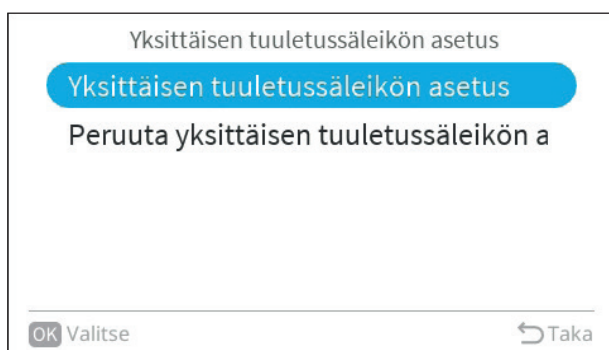 Yksittäisen tuuletussäleikön asetus
Yksittäisen tuuletussäleikön asetus
Peruuta yksittäisen tuuletussäleikön a
OK Valitse
Taka